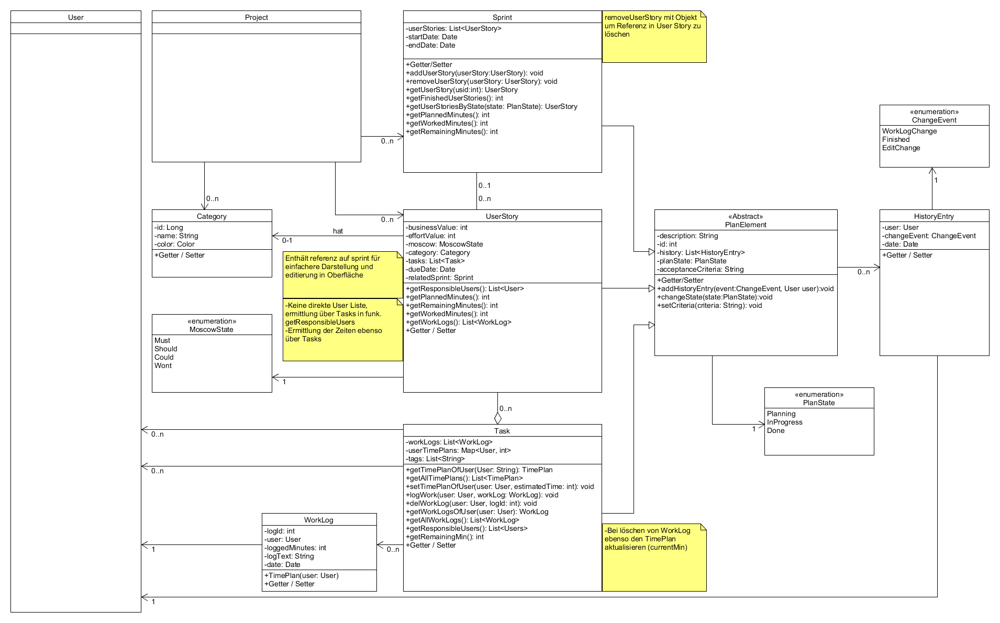 User
Project
Sprint
-userStories: List<UserStory>
-startDate: Date
-endDate: Date
+Getter/Setter
+addUserStory(userStory:UserStory): void
+removeUserStory(userStory: UserStory): void
+getUserStory(usid:int): UserStory
+getFinishedUserStories(): int
+getUserStoriesByState(state: PlanState): UserStory
+getPlannedMinutes(): int
+getWorkedMinutes(): int
+getRemainingMinutes(): int
removeUserStory mit Objekt
um Referenz in User Story zu
löschen
«enumeration»
ChangeEvent
WorkLogChange
Finished
EditChange
0..n
1
0..1
0..n
0..n
0..n
Category
-id: Long
-name: String
-color: Color
+Getter / Setter
hat
0-1
UserStory
-businessValue: int
-effortValue: int
-moscow: MoscowState
-category: Category
-tasks: List<Task>
-dueDate: Date
-relatedSprint: Sprint
+getResponsibleUsers(): List<User>
+getPlannedMinutes(): int
+getRemainingMinutes(): int
+getWorkedMinutes(): int
+getWorkLogs(): List<WorkLog>
+Getter / Setter
Enthält referenz auf sprint für
einfachere Darstellung und
editierung in Oberfläche
-Keine direkte User Liste,
ermittlung über Tasks in funk.
getResponsibleUsers
-Ermittlung der Zeiten ebenso
über Tasks
«Abstract»
PlanElement
-description: String
-id: int
-history: List<HistoryEntry>
-planState: PlanState
-acceptanceCriteria: String
+Getter/Setter
+addHistoryEntry(event:ChangeEvent, User user):void
+changeState(state:PlanState):void
+setCriteria(criteria: String): void
0..n
HistoryEntry
-user: User
-changeEvent: ChangeEvent
-date: Date
+Getter / Setter
«enumeration»
MoscowState
Must
Should
Could
Wont
1
«enumeration»
PlanState
Planning
InProgress
Done
1
0..n
Task
-workLogs: List<WorkLog>
-userTimePlans: Map<User, int>
-tags: List<String>
+getTimePlanOfUser(User: String): TimePlan
+getAllTimePlans(): List<TimePlan>
+setTimePlanOfUser(user: User, estimatedTime: int): void
+logWork(user: User, workLog: WorkLog): void
+delWorkLog(user: User, logId: int): void
+getWorkLogsOfUser(user: User): WorkLog
+getAllWorkLogs(): List<WorkLog>
+getResponsibleUsers(): List<Users>
+getRemainingMin(): int
+Getter / Setter
0..n
0..n
WorkLog
-logId: int
-user: User
-loggedMinutes: int
-logText: String
-date: Date
+TimePlan(user: User)
+Getter / Setter
0..n
1
-Bei löschen von WorkLog
ebenso den TimePlan
aktualisieren (currentMin)
1